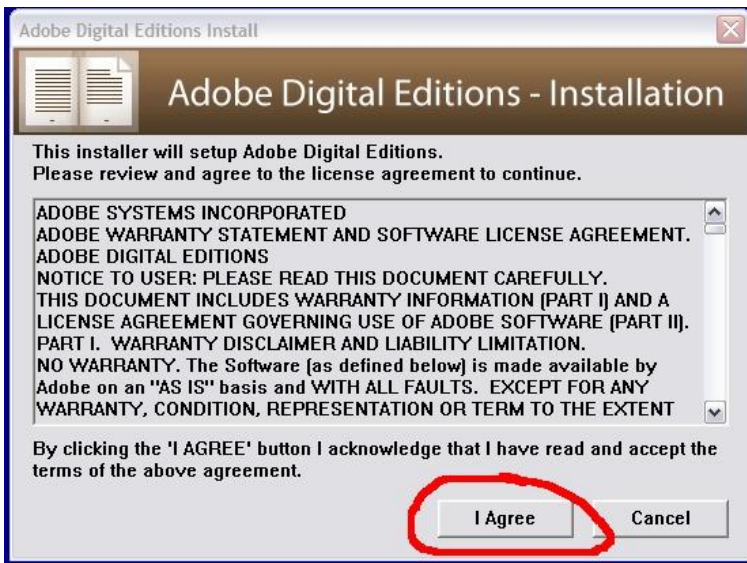 Adobe Digital Editions Install
Adobe Digital Editions - Installation
This installer will setup Adobe Digital Editions.
Please review and agree to the license agreement to continue.
ADOBE SYSTEMS INCORPORATED
ADOBE WARRANTY STATEMENT AND SOFTWARE LICENSE AGREEMENT.
ADOBE DIGITAL EDITIONS
NOTICE TO USER: PLEASE READ THIS DOCUMENT CAREFULLY.
THIS DOCUMENT INCLUDES WARRANTY INFORMATION (PART I) AND A
LICENSE AGREEMENT GOVERNING USE OF ADOBE SOFTWARE (PART II).
PART I. WARRANTY DISCLAIMER AND LIABILITY LIMITATION.
NO WARRANTY. The Software (as defined below) is made available by
Adobe on an "AS IS" basis and WITH ALL FAULTS. EXCEPT FOR ANY
WARRANTY, CONDITION, REPRESENTATION OR TERM TO THE EXTENT
By clicking the 'I AGREE' button I acknowledge that I have read and accept the
terms of the above agreement.
I Agree
Cancel